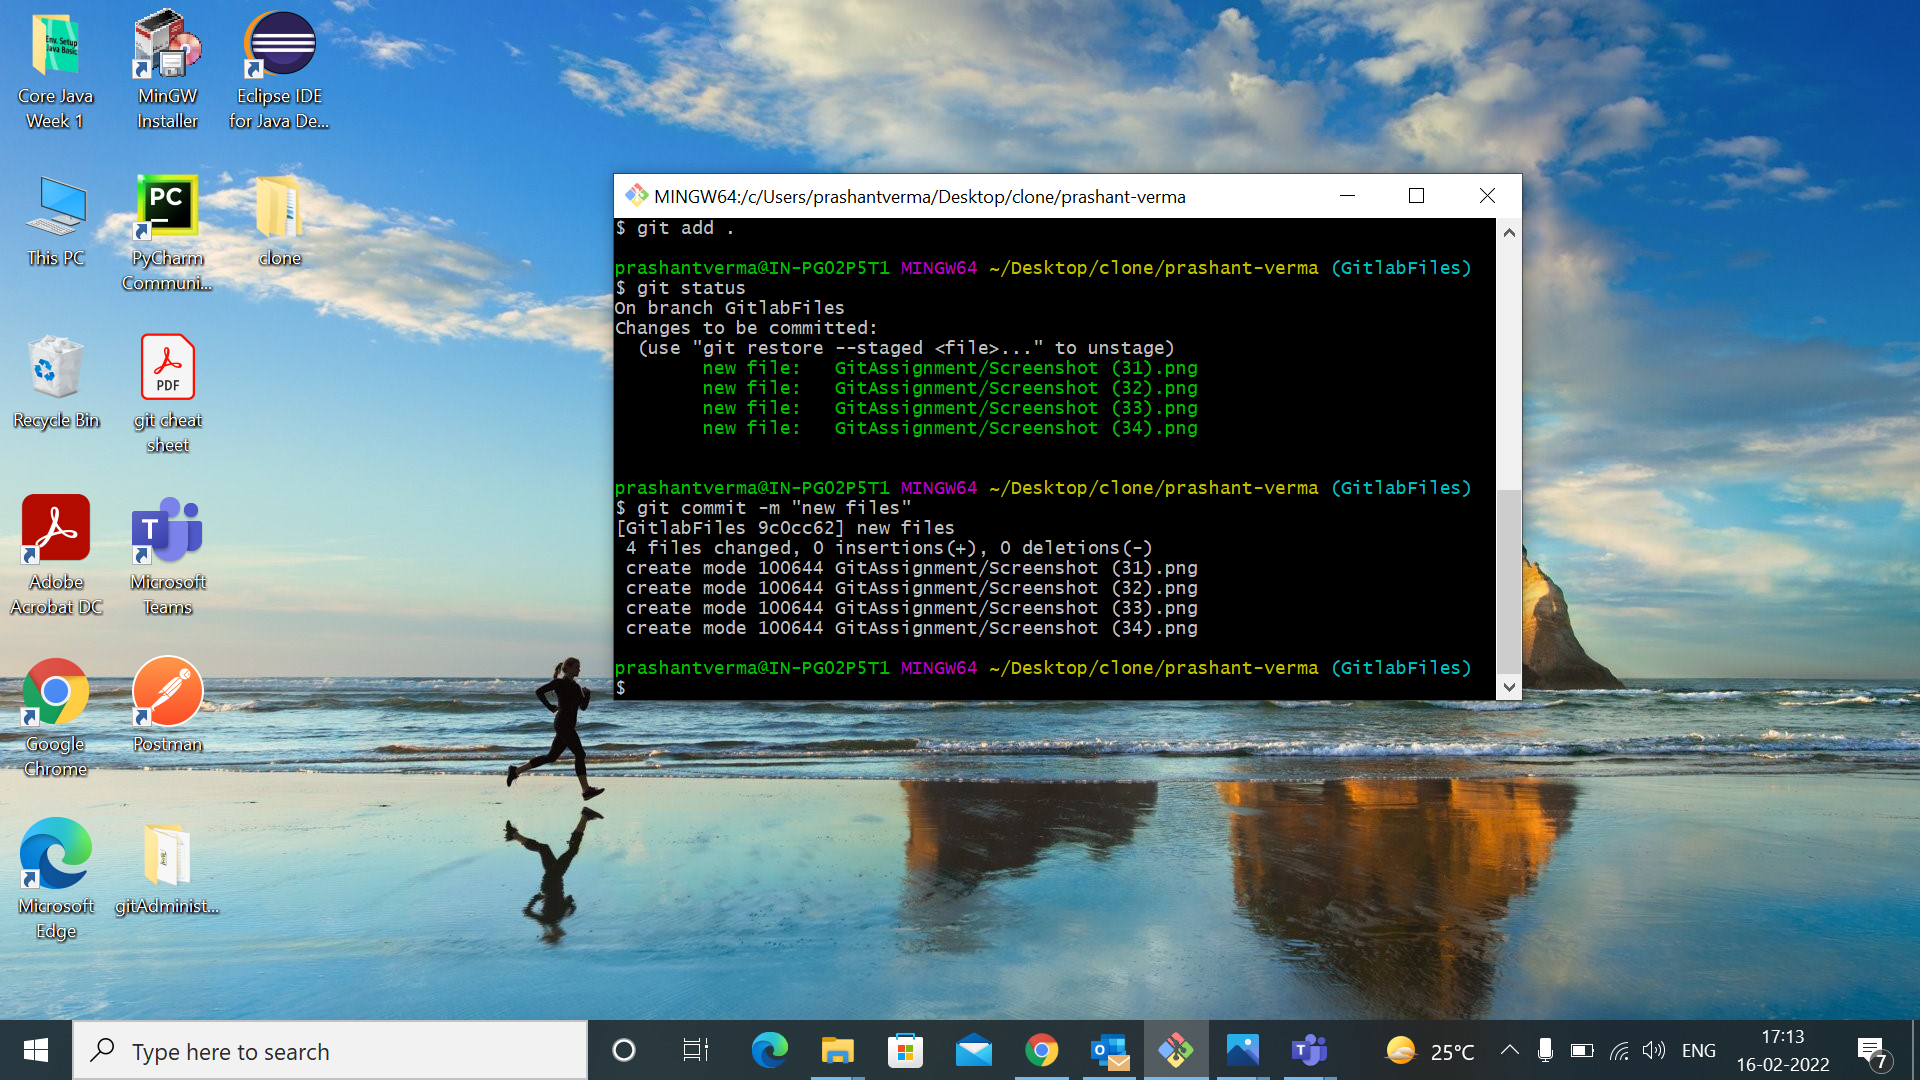 Env. Setup
Java Basic
Core Java
Week 1
MinGW
Installer
Eclipse IDE
for Java De...
This PC
PC
PyCharm
Communi...
clone
Recycle Bin
PDF
git cheat
sheet
Adobe
Acrobat DC
T
Microsoft
Teams
Google
Chrome
Postman
Microsoft
Edge
gitAdminist...
MINGW64:/c/Users/prashantverma/Desktop/clone/prashant-verma
$ git add .
prashantverma@IN-PG02P5T1 MINGW64 ~/Desktop/clone/prashant-verma (GitlabFiles)
$ git status
On branch GitlabFiles
Changes to be committed:
(use "git restore --staged <file>..." to unstage)
new file: GitAssignment/Screenshot (31).png
new file: GitAssignment/Screenshot (32).png
new file: GitAssignment/Screenshot (33).png
new file: GitAssignment/Screenshot (34).png
prashantverma@IN-PG02P5T1 MINGW64 ~/Desktop/clone/prashant-verma (GitlabFiles)
$ git commit -m "new files"
[GitlabFiles 9c0cc62] new files
4 files changed, 0 insertions(+), 0 deletions(-)
create mode 100644 GitAssignment/Screenshot (31).png
create mode 100644 GitAssignment/Screenshot (32).png
create mode 100644 GitAssignment/Screenshot (33).png
create mode 100644 GitAssignment/Screenshot (34).png
prashantverma@IN-PG02P5T1 MINGW64 ~/Desktop/clone/prashant-verma (GitlabFiles)
$
Type here to search
25°C
ENG
17:13
16-02-2022
7